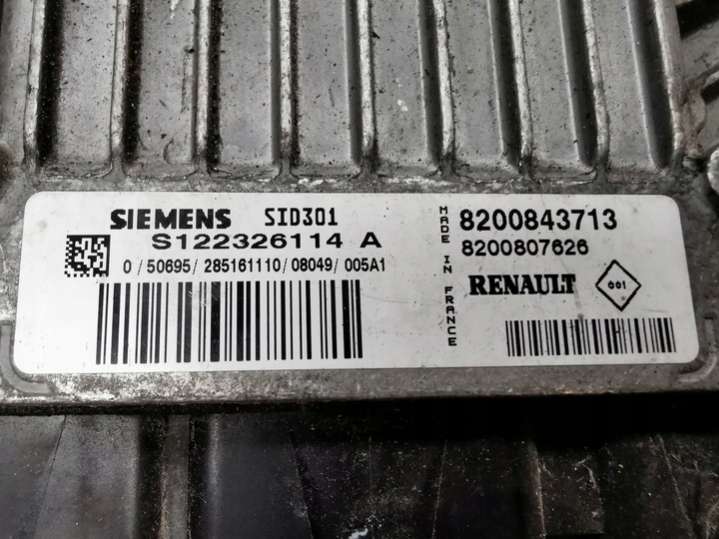 SIEMENS SID301
S122326114 A
0/50695/285161110/08049/005A1
MADE IN FRANCE
8200843713
8200807626
RENAULT 001